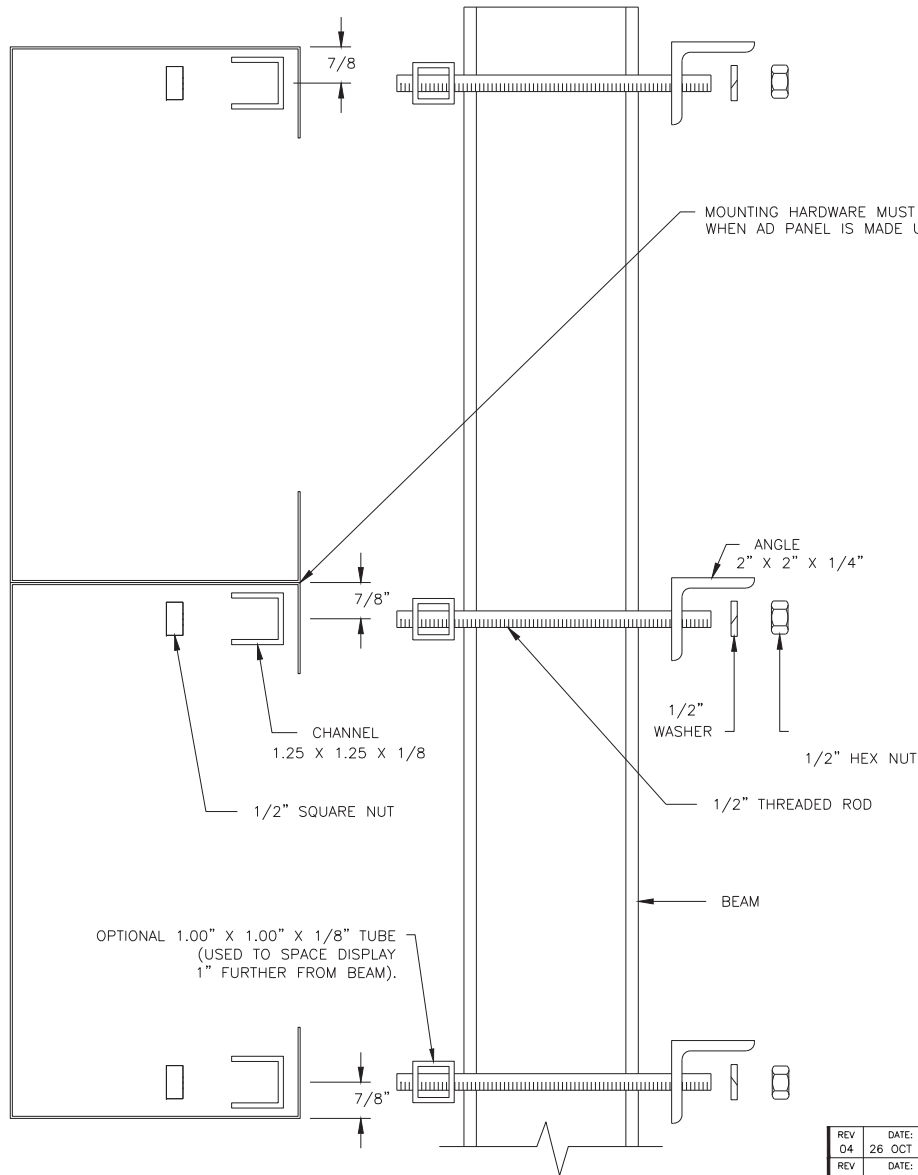 7/8
MOUNTING HARDWARE MUST
WHEN AD PANEL IS MADE
ANGLE
2" X 2" X 1/4"
7/8"
CHANNEL
1.25 X 1.25 X 1/8
1/2"
WASHER
1/2" HEX NUT
1/2" SQUARE NUT
1/2" THREADED ROD
BEAM
OPTIONAL 1.00" X 1.00" X 1/8" TUBE
(USED TO SPACE DISPLAY
1" FURTHER FROM BEAM).
7/8"
REV DATE:
04 26 OCT
REV DATE: